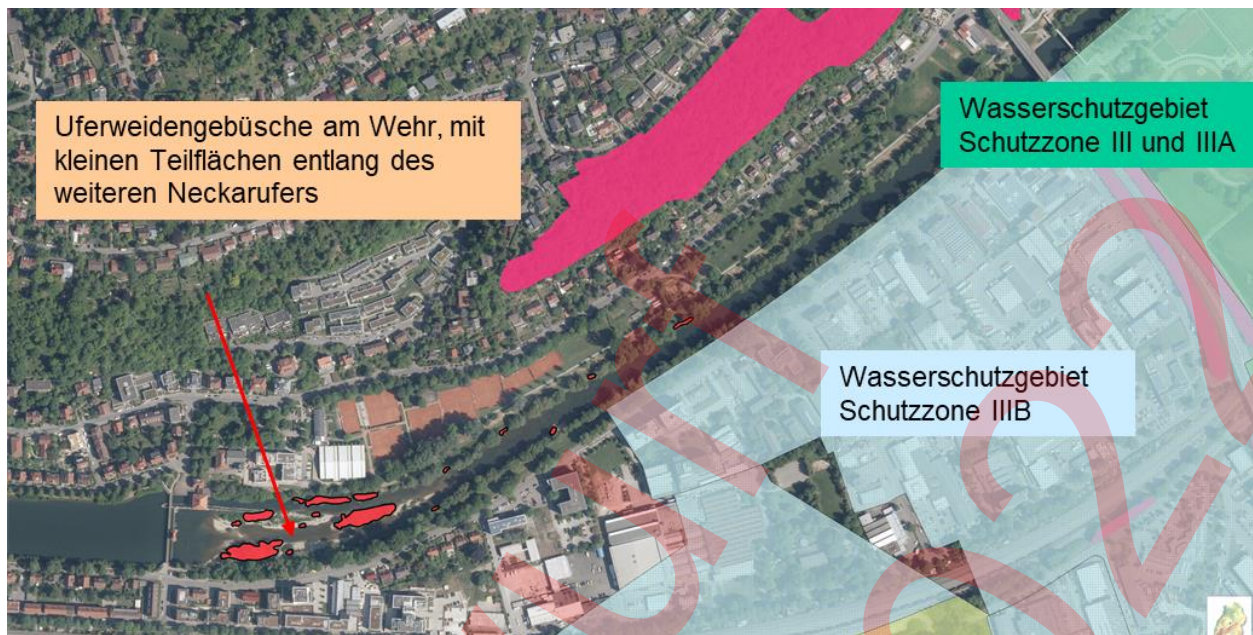 Uferweidengebüsche am Wehr, mit
kleinen Teilflächen entlang des
weiteren Neckarufers
Wasserschutzgebiet
Schutzzone III und IIIA
Wasserschutzgebiet
Schutzzone IIIB